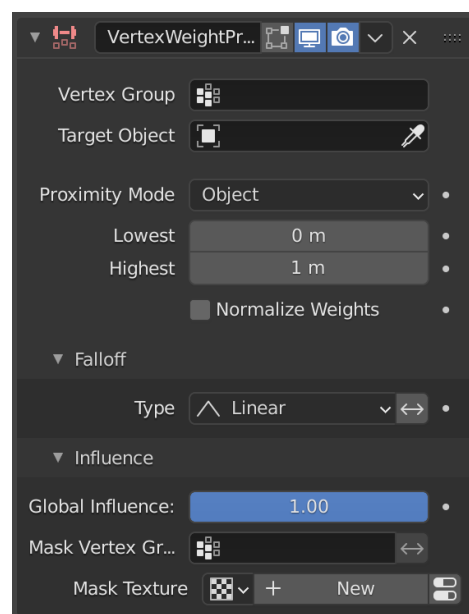 VertexWeightPr...
Vertex Group
Target Object
Proximity Mode Object
Lowest 0 m
Highest 1 m
Normalize Weights
Falloff
Type Linear
Influence
Global Influence: 1.00
Mask Vertex Gr...
Mask Texture + New